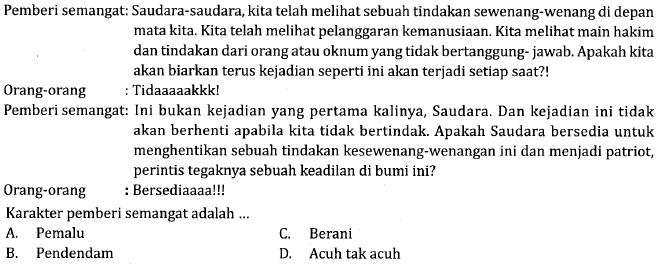 Pemberi semangat: Saudara-saudara, kita telah melihat sebuah tindakan sewenang-wenang di depan
mata kita. Kita telah melihat pelanggaran kemanusiaan. Kita melihat main hakim
dan tindakan dari orang atau oknum yang tidak bertanggung- jawab. Apakah kita
akan biarkan terus kejadian seperti ini akan terjadi setiap saat?!
Orang-orang : Tidaaaaakkk!
Pemberi semangat: Ini bukan kejadian yang pertama kalinya, Saudara. Dan kejadian ini tidak
akan berhenti apabila kita tidak bertindak. Apakah Saudara bersedia untuk
menghentikan sebuah tindakan kesewenang-wenangan ini dan menjadi patriot,
perintis tegaknya sebuah keadilan di bumi ini?
Orang-orang : Bersediaaaa!!!
Karakter pemberi semangat adalah ...
A. Pemalu C. Berani
B. Pendendam D. Acuh tak acuh